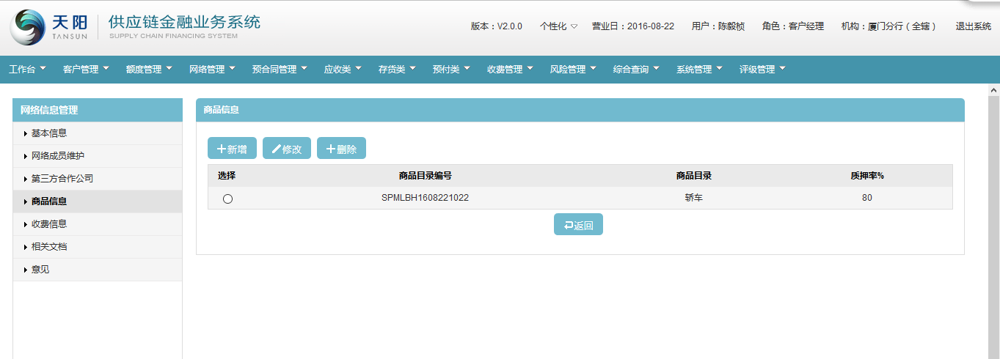 天阳
TANSUN
供应链金融业务系统
SUPPLY CHAIN FINANCING SYSTEM
版本：V2.0.0 个性化 营业日：2016-08-22 用户：陈毅桢 角色：客户经理 机构：厦门分行（全辖） 退出系统
工作台 客户管理 额度管理 网络管理 预合同管理 应收类 存货类 预付类 收费管理 风险管理 综合查询 系统管理 评级管理
网络信息管理
基本信息
网络成员维护
第三方合作公司
商品信息
收费信息
相关文档
意见
商品信息
新增 修改 删除
选择 商品目录编号 商品目录 质押率%
SPMLBH1608221022 轿车 80
返回